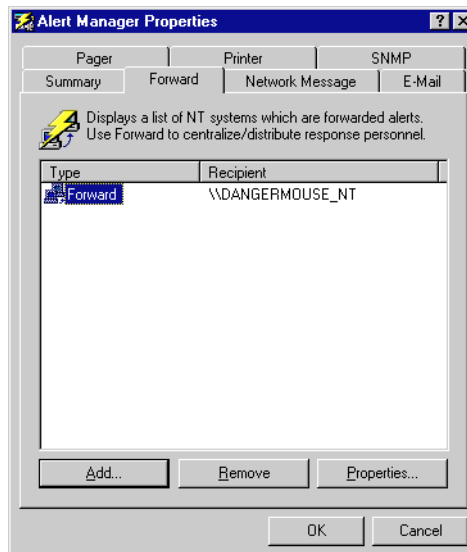 Alert Manager Properties
Pager Printer SNMP
Summary Forward Network Message E-Mail
Displays a list of NT systems which are forwarded alerts.
Use Forward to centralize/distribute response personnel.
Type Recipient
Forward \\DANGERMOUSE_NT
Add... Remove Properties...
OK Cancel